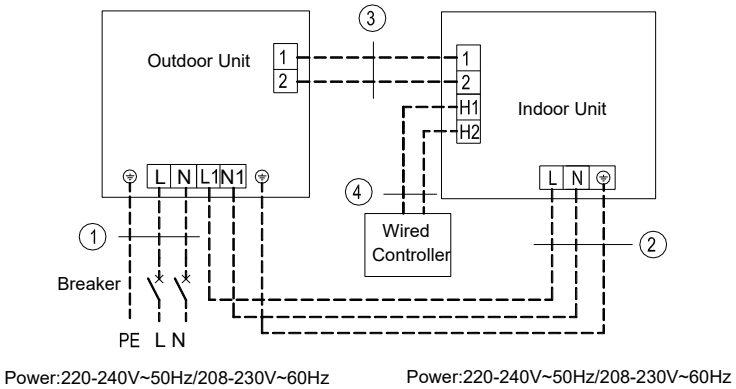 3
Outdoor Unit
1
2
1
2
H1
H2
Indoor Unit
L N L1 N1
L N
4
1
Wired
Controller
2
Breaker
PE L N
Power:220-240V~50Hz/208-230V~60Hz
Power:220-240V~50Hz/208-230V~60Hz